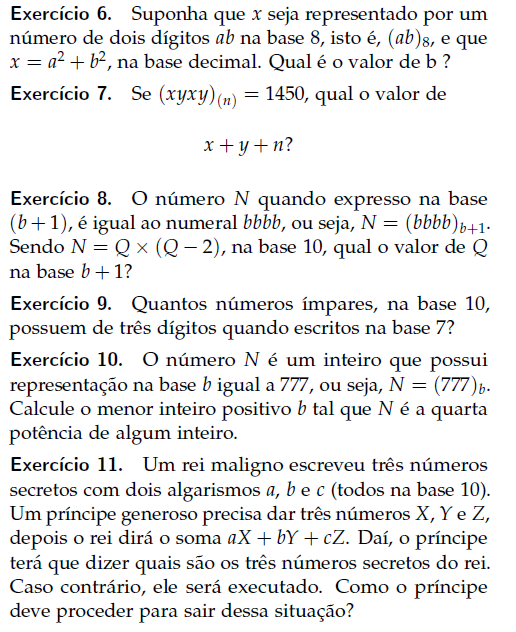 Exercício 6. Suponha que x seja representado por um
número de dois dígitos ab na base 8, isto é, (ab)₈, e que
x = a² + b², na base decimal. Qual é o valor de b ?
Exercício 7. Se (xyxy)₍ₙ₎ = 1450, qual o valor de
x + y + n?
Exercício 8. O número N quando expresso na base
(b + 1), é igual ao numeral bbbb, ou seja, N = (bbbb)_{b+1}.
Sendo N = Q × (Q − 2), na base 10, qual o valor de Q
na base b + 1?
Exercício 9. Quantos números ímpares, na base 10,
possuem de três dígitos quando escritos na base 7?
Exercício 10. O número N é um inteiro que possui
representação na base b igual a 777, ou seja, N = (777)_b.
Calcule o menor inteiro positivo b tal que N é a quarta
potência de algum inteiro.
Exercício 11. Um rei maligno escreveu três números
secretos com dois algarismos a, b e c (todos na base 10).
Um príncipe generoso precisa dar três números X, Y e Z,
depois o rei dirá o soma aX + bY + cZ. Daí, o príncipe
terá que dizer quais são os três números secretos do rei.
Caso contrário, ele será executado. Como o príncipe
deve proceder para sair dessa situação?